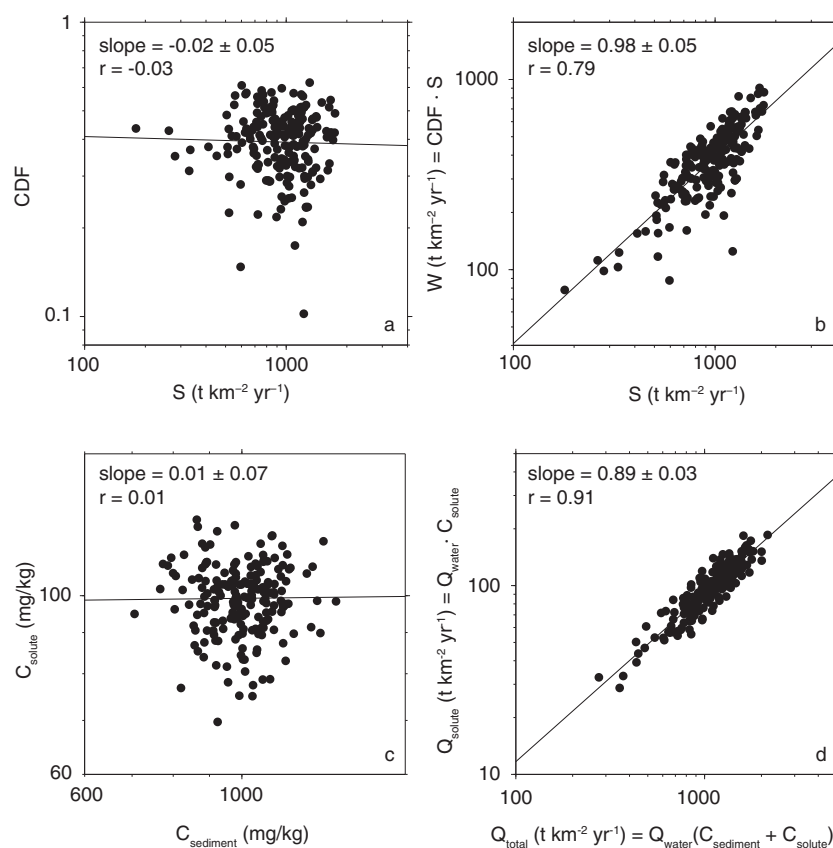 1
slope = -0.02 ± 0.05
r = -0.03
CDF
0.1
a
100
1000
S (t km⁻² yr⁻¹)
slope = 0.98 ± 0.05
r = 0.79
1000
W (t km⁻² yr⁻¹) = CDF · S
100
b
100
1000
S (t km⁻² yr⁻¹)
slope = 0.01 ± 0.07
r = 0.01
100
C_solute (mg/kg)
60
c
600
1000
C_sediment (mg/kg)
slope = 0.89 ± 0.03
r = 0.91
100
Q_solute (t km⁻² yr⁻¹) = Q_water · C_solute
10
d
100
1000
Q_total (t km⁻² yr⁻¹) = Q_water(C_sediment + C_solute)